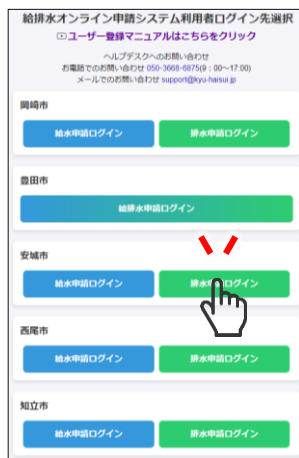 給排水オンライン申請システム利用者ログイン先選択
ユーザー登録マニュアルはこちらをクリック
ヘルプデスクへのお問い合わせ
お電話でのお問い合わせ 050-3668-6875(9：00～17:00)
メールでのお問い合わせ support@kyu-haisui.jp
岡崎市
給水申請ログイン 排水申請ログイン
豊田市
給排水申請ログイン
安城市
給水申請ログイン 排水申ログイン
西尾市
給水申請ログイン 排水申請ログイン
知立市
給水申請ログイン 排水申請ログイン